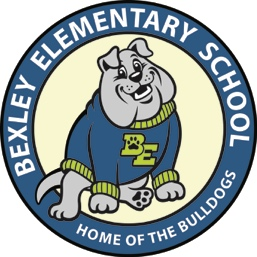 BEXLEY ELEMENTARY SCHOOL
BE
HOME OF THE BULLDOGS